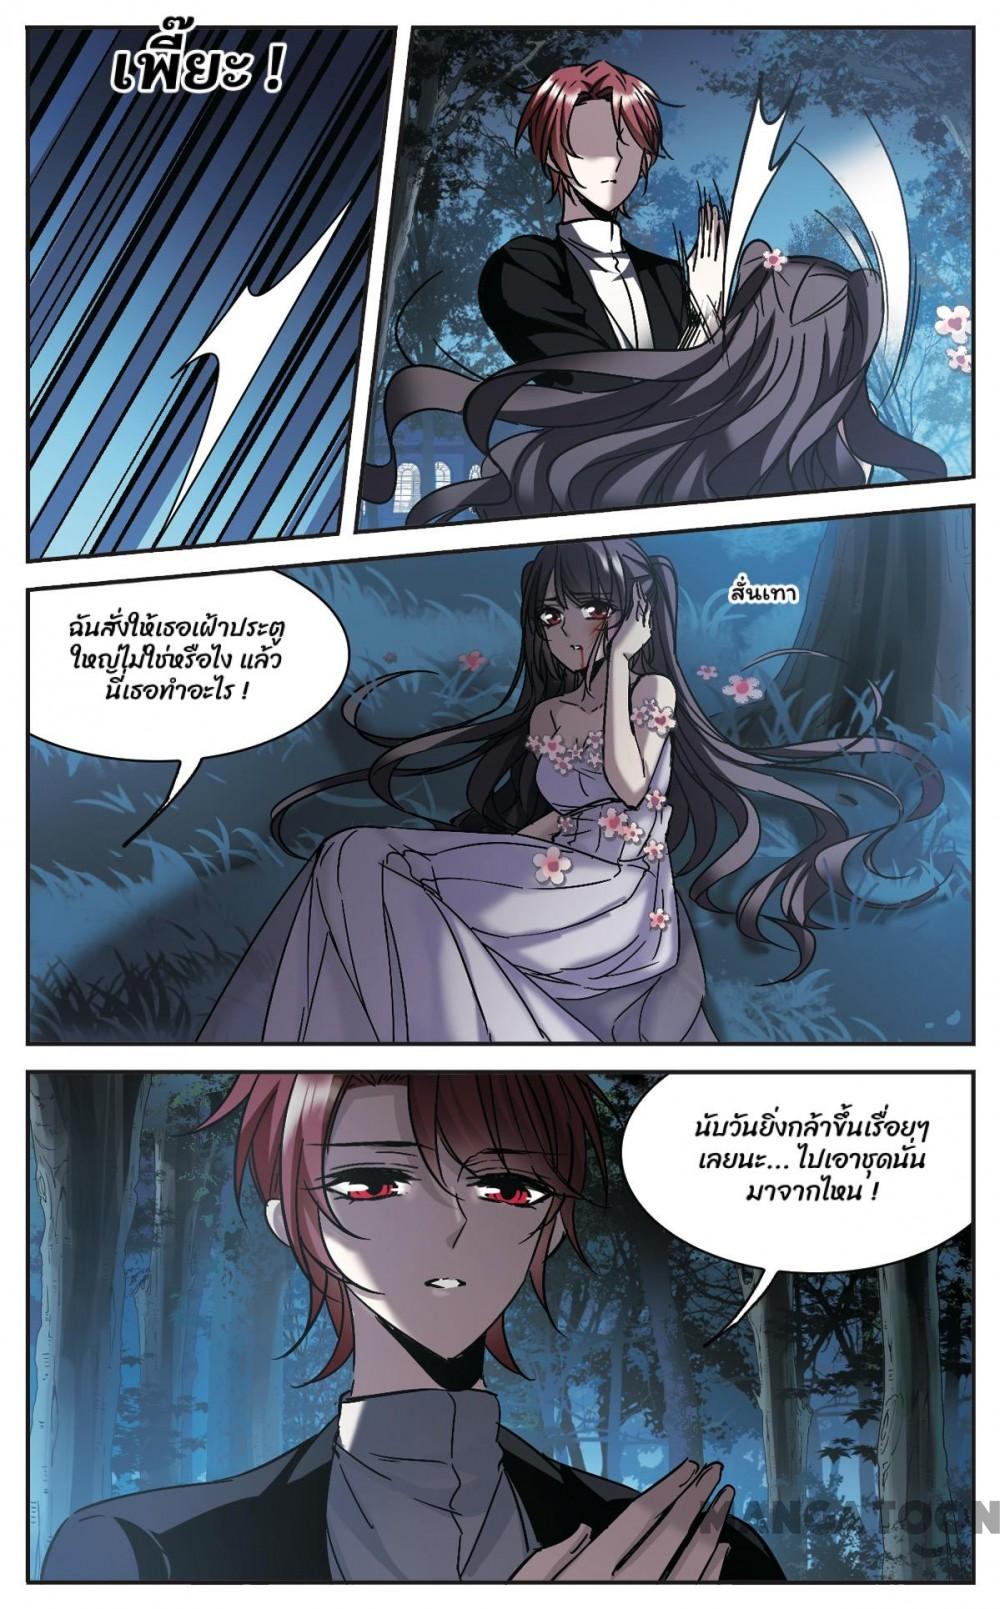 เพี๊ยะ !
สั่นเทา
ฉันสั่งให้เธอเฝ้าประตู
ใหญ่ไม่ใช่หรือไง แล้ว
นี่เธอทำอะไร !
นับวันยิ่งกล้าขึ้นเรื่อยๆ
เลยนะ... ไปเอาชุดนั่น
มาจากไหน !
MANGATOON